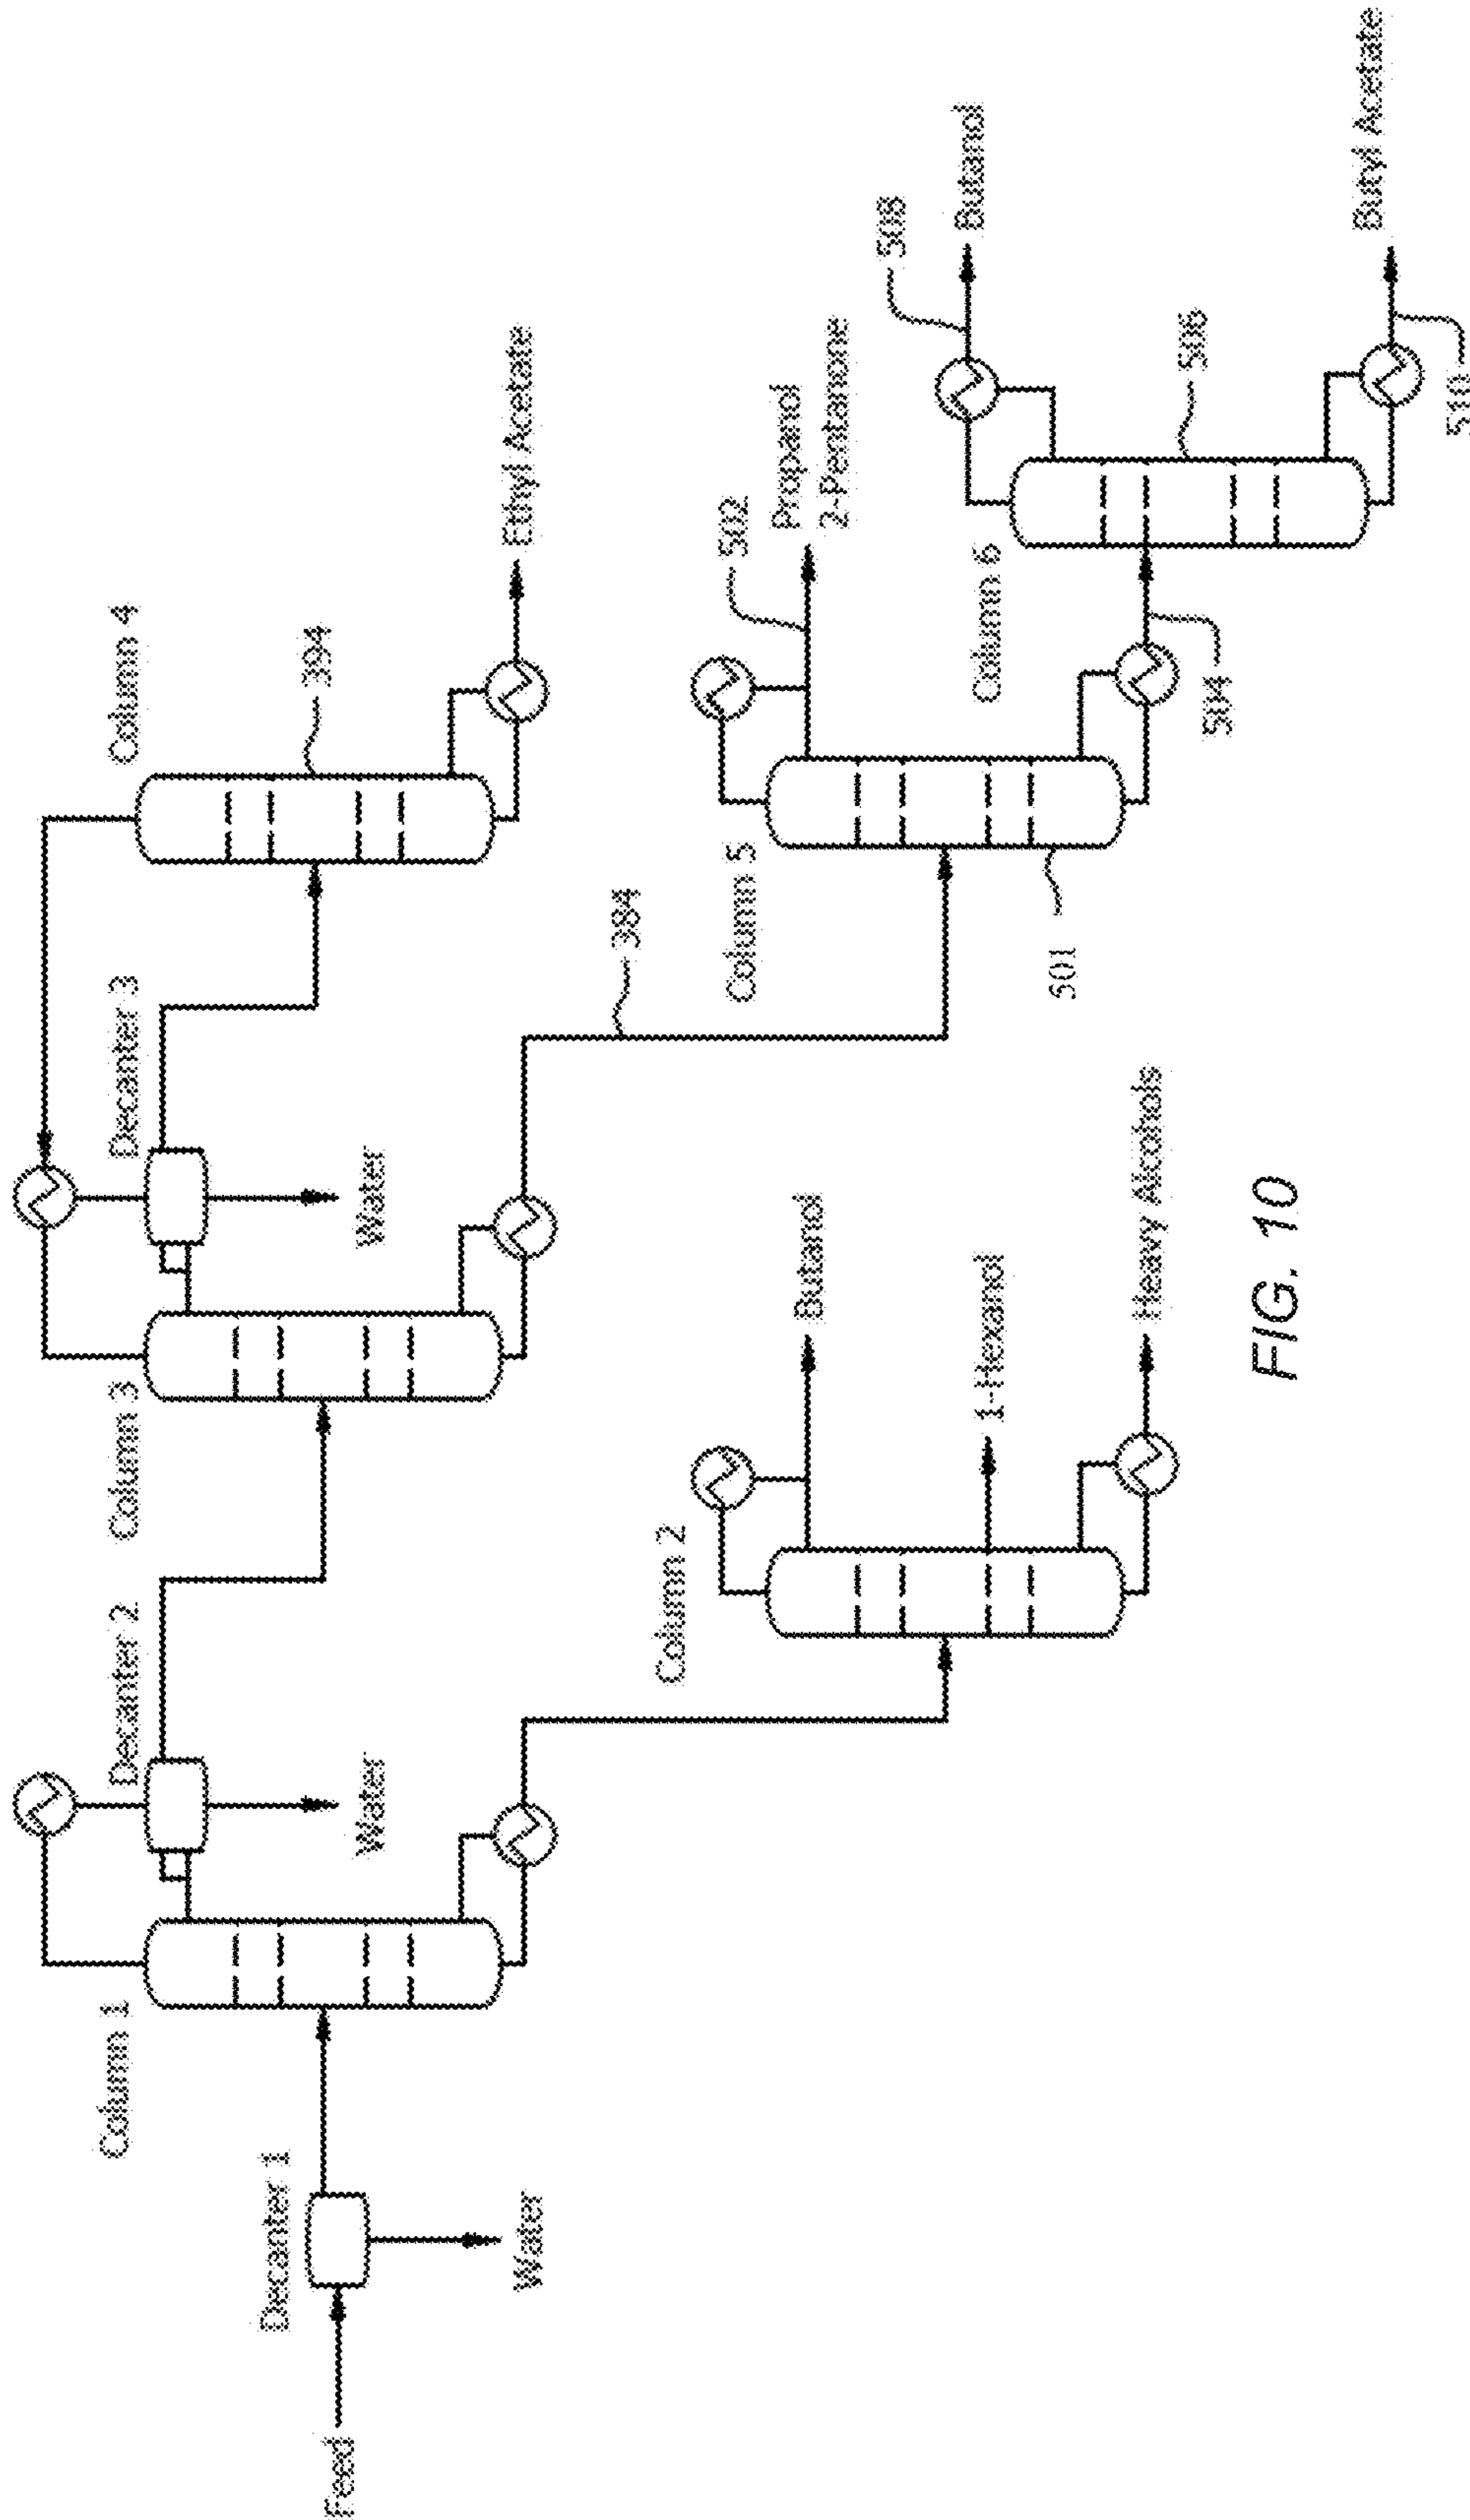 Feed
Decanter 1
Water
Column 1
Decanter 2
Water
Column 2
Butanol
1-Hexanol
Heavy Alcohols
Column 3
Decanter 3
Water
384
Column 4
394
Ethyl Acetate
Column 5
501
502
Propanol
2-Pentanone
504
Column 6
506
508
Butanol
510
Butyl Acetate
FIG. 10